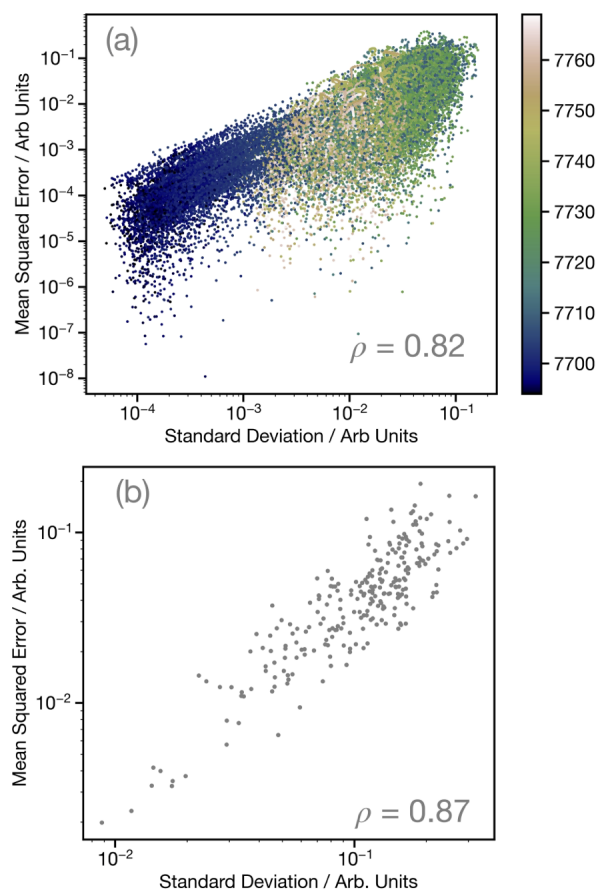 (a)
Mean Squared Error / Arb Units
10⁻¹
10⁻²
10⁻³
10⁻⁴
10⁻⁵
10⁻⁶
10⁻⁷
10⁻⁸
ρ = 0.82
10⁻⁴ 10⁻³ 10⁻² 10⁻¹
Standard Deviation / Arb Units
7760
7750
7740
7730
7720
7710
7700
(b)
Mean Squared Error / Arb. Units
10⁻¹
10⁻²
ρ = 0.87
10⁻² 10⁻¹
Standard Deviation / Arb. Units